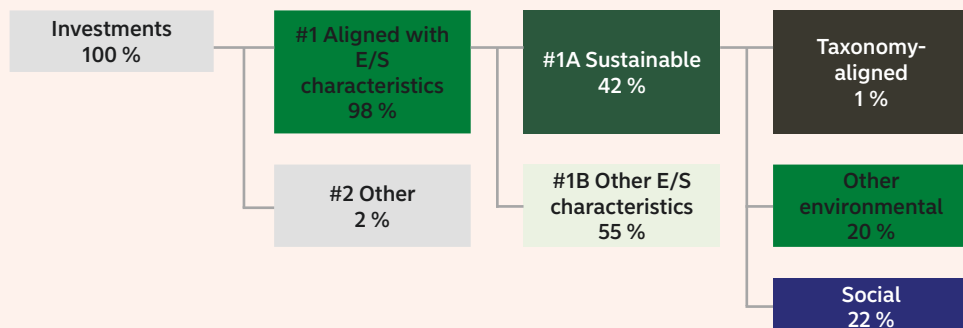 Investments
100 %
#1 Aligned with
E/S
characteristics
98 %
#1A Sustainable
42 %
Taxonomy-
aligned
1 %
#2 Other
2 %
#1B Other E/S
characteristics
55 %
Other
environmental
20 %
Social
22 %